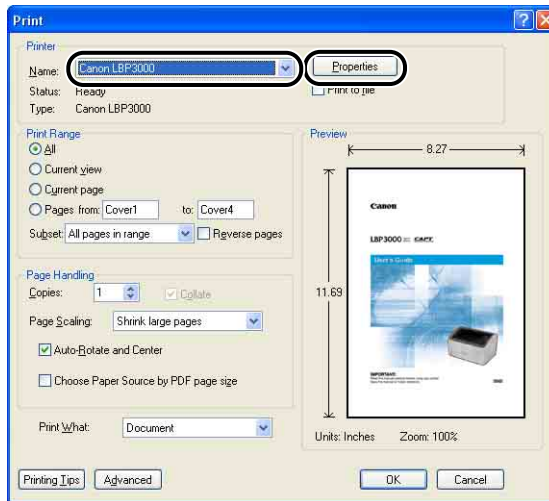 Print
Printer
Name: Canon LBP3000 Properties
Status: Ready Print to file
Type: Canon LBP3000
Print Range
All
Current view
Current page
Pages from: Cover1 to: Cover4
Subset: All pages in range Reverse pages
Page Handling
Copies: 1 Collate
Page Scaling: Shrink large pages
Auto-Rotate and Center
Choose Paper Source by PDF page size
Print What: Document
Preview
8.27
11.69
Canon
LBP3000
User's Guide
IMPORTANT:
Units: Inches Zoom: 100%
Printing Tips Advanced OK Cancel